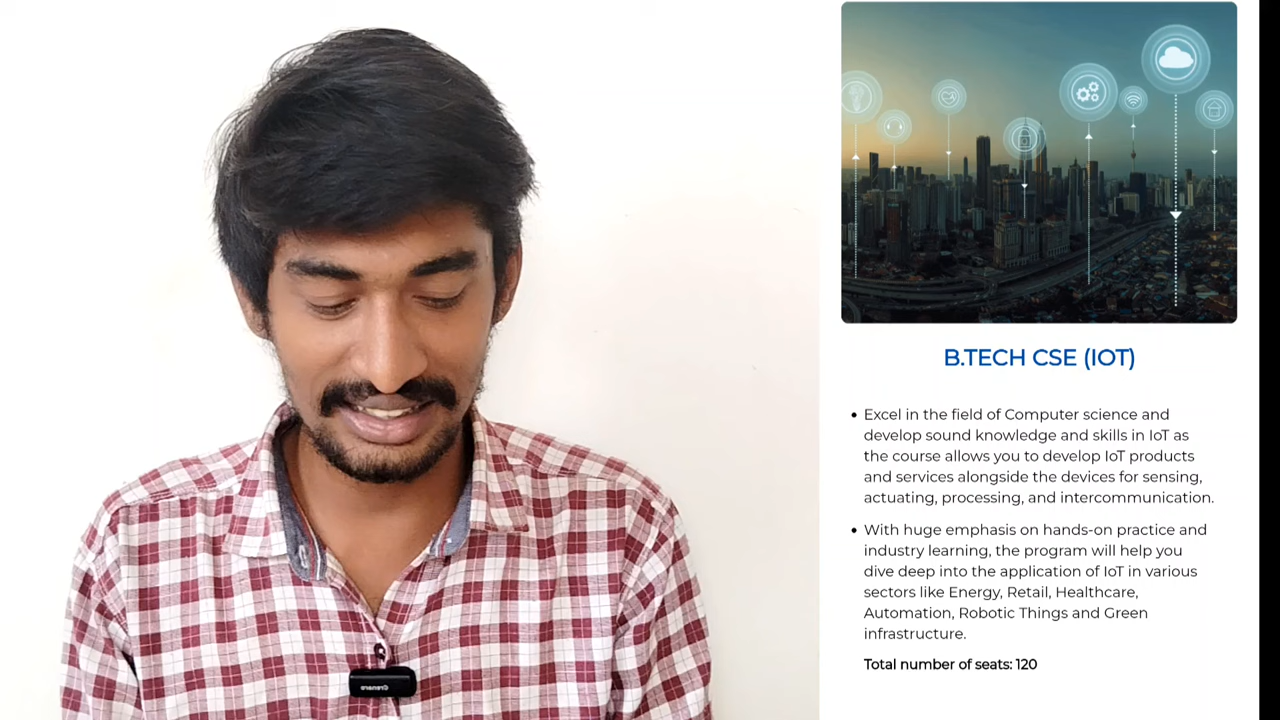 B.TECH CSE (IOT)
• Excel in the field of Computer science and
develop sound knowledge and skills in IoT as
the course allows you to develop IoT products
and services alongside the devices for sensing,
actuating, processing, and intercommunication.
• With huge emphasis on hands-on practice and
industry learning, the program will help you
dive deep into the application of IoT in various
sectors like Energy, Retail, Healthcare,
Automation, Robotic Things and Green
infrastructure.
Total number of seats: 120